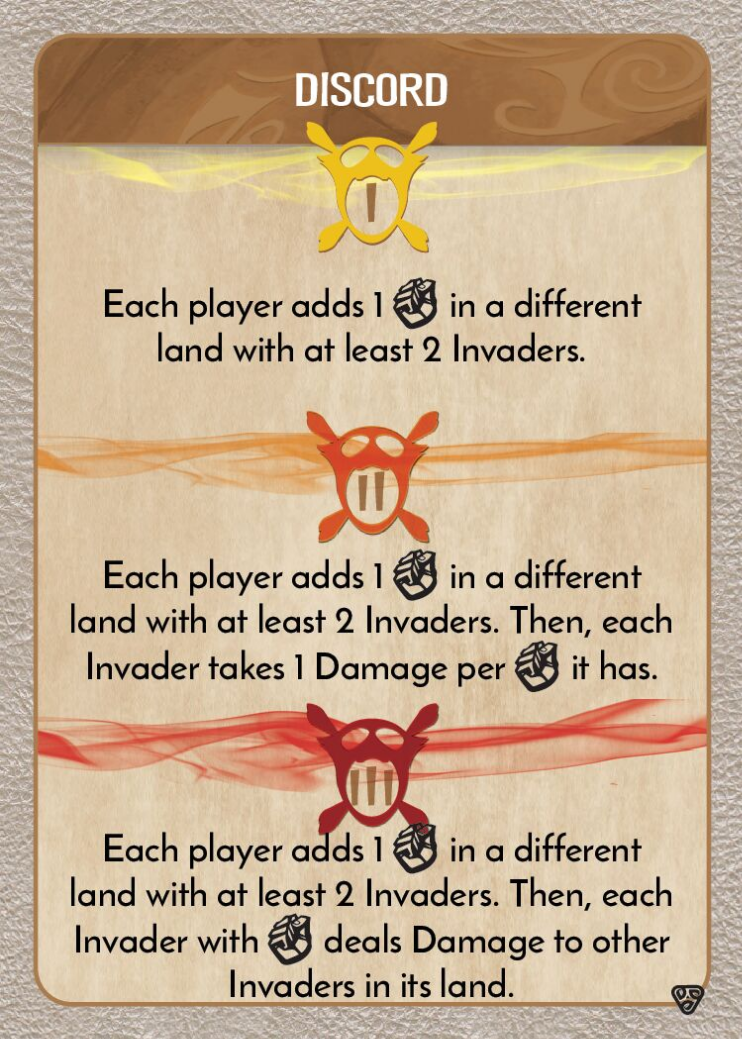 DISCORD
I
Each player adds 1 in a different
land with at least 2 Invaders.
II
Each player adds 1 in a different
land with at least 2 Invaders. Then, each
Invader takes 1 Damage per it has.
III
Each player adds 1 in a different
land with at least 2 Invaders. Then, each
Invader with deals Damage to other
Invaders in its land.